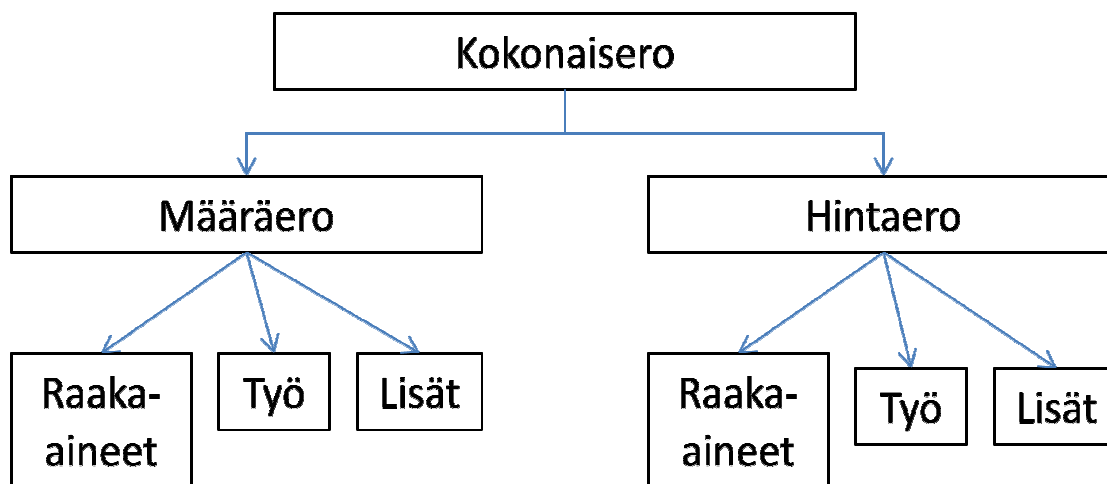 Kokonaisero
Määräero
Hintaero
Raaka-
aineet
Työ
Lisät
Raaka-
aineet
Työ
Lisät